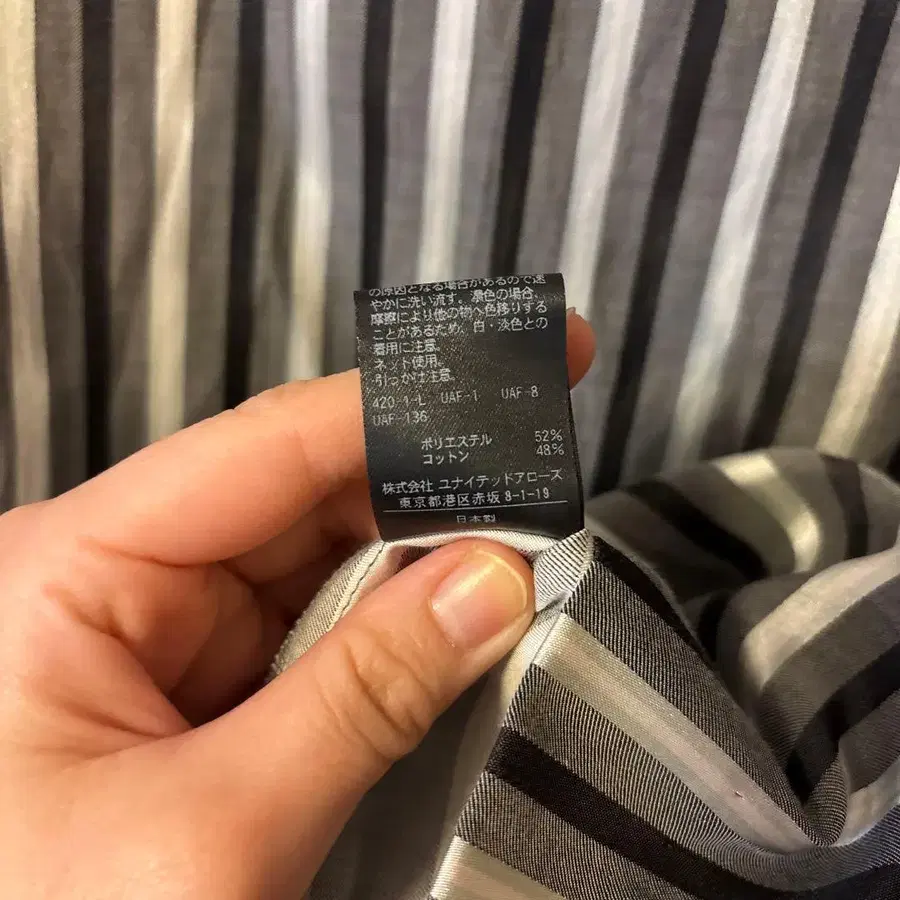 の原因となる場合があるので速
やかに洗い流す。濃色の場合、
摩擦により他の物へ色移りする
ことがあるため、白・淡色との
着用に注意。
ネット使用。
引っかけ注意。
420-1-L UAF-1 UAF-8
UAF-136
ポリエステル 52%
コットン 48%
株式会社 ユナイテッドアローズ
東京都港区赤坂 8-1-19
日本製